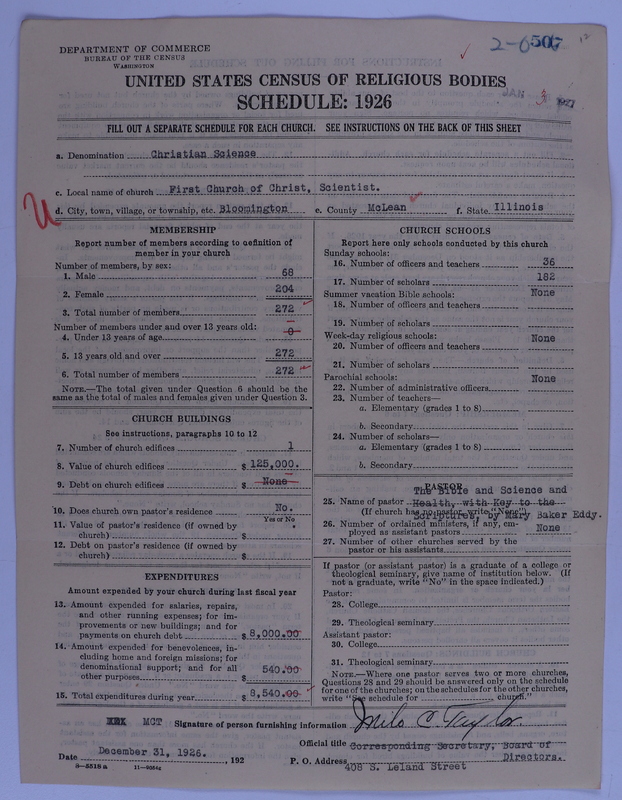 DEPARTMENT OF COMMERCE
BUREAU OF THE CENSUS
WASHINGTON
2-0506
JAN 3 1927
UNITED STATES CENSUS OF RELIGIOUS BODIES
SCHEDULE: 1926
FILL OUT A SEPARATE SCHEDULE FOR EACH CHURCH. SEE INSTRUCTIONS ON THE BACK OF THIS SHEET
a. Denomination Christian Science
c. Local name of church First Church of Christ, Scientist.
d. City, town, village, or township, etc. Bloomington e. County McLean f. State Illinois
MEMBERSHIP
Report number of members according to definition of
member in your church
Number of members, by sex:
1. Male 68
2. Female 204
3. Total number of members 272
Number of members under and over 13 years old:
4. Under 13 years of age 0
5. 13 years old and over 272
6. Total number of members 272
NOTE.—The total given under Question 6 should be the
same as the total of males and females given under Question 3.
CHURCH BUILDINGS
See instructions, paragraphs 10 to 12
7. Number of church edifices 1
8. Value of church edifices $125,000.
9. Debt on church edifices $ None
10. Does church own pastor's residence No.
Yes or No
11. Value of pastor's residence (if owned by
church) $
12. Debt on pastor's residence (if owned by
church) $
EXPENDITURES
Amount expended by your church during last fiscal year
13. Amount expended for salaries, repairs,
and other running expenses; for im-
provements or new buildings; and for
payments on church debt $8,000.00
14. Amount expended for benevolences, in-
cluding home and foreign missions; for
denominational support; and for all
other purposes $ 540.00
15. Total expenditures during year $8,540.00
CHURCH SCHOOLS
Report here only schools conducted by this church
Sunday schools:
16. Number of officers and teachers 36
17. Number of scholars 182
Summer vacation Bible schools: None
18. Number of officers and teachers
19. Number of scholars
Week-day religious schools: None
20. Number of officers and teachers
21. Number of scholars
Parochial schools: None
22. Number of administrative officers
23. Number of teachers—
a. Elementary (grades 1 to 8)
b. Secondary
24. Number of scholars—
a. Elementary (grades 1 to 8)
b. Secondary
PASTOR
The Bible and Science and
25. Name of pastor Health, with Key to the
(If church has no pastor, write "None")
Scriptures, by Mary Baker Eddy.
26. Number of ordained ministers, if any, em-
ployed as assistant pastors None
27. Number of other churches served by the
pastor or his assistants
If pastor (or assistant pastor) is a graduate of a college or
theological seminary, give name of institution below. (If
not a graduate, write "No" in the space indicated.)
Pastor:
28. College
29. Theological seminary
Assistant pastor:
30. College
31. Theological seminary
NOTE.—Where one pastor serves two or more churches,
Questions 28 and 29 should be answered only on the schedule
for one of the churches; on the schedules for the other churches,
write "See schedule for church."
MCT Signature of person furnishing information Milo C. Taylor.
Official title Corresponding Secretary, Board of
Directors.
Date December 31, 1926. , 192 P. O. Address 408 S. Leland Street
8-5518a 11-9054